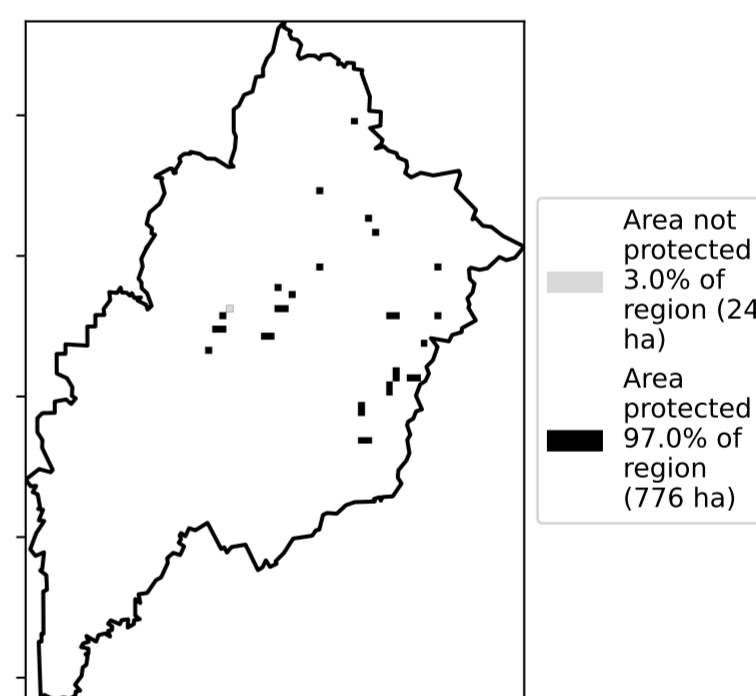 Area not
protected
3.0% of
region (24
ha)
Area
protected
97.0% of
region
(776 ha)